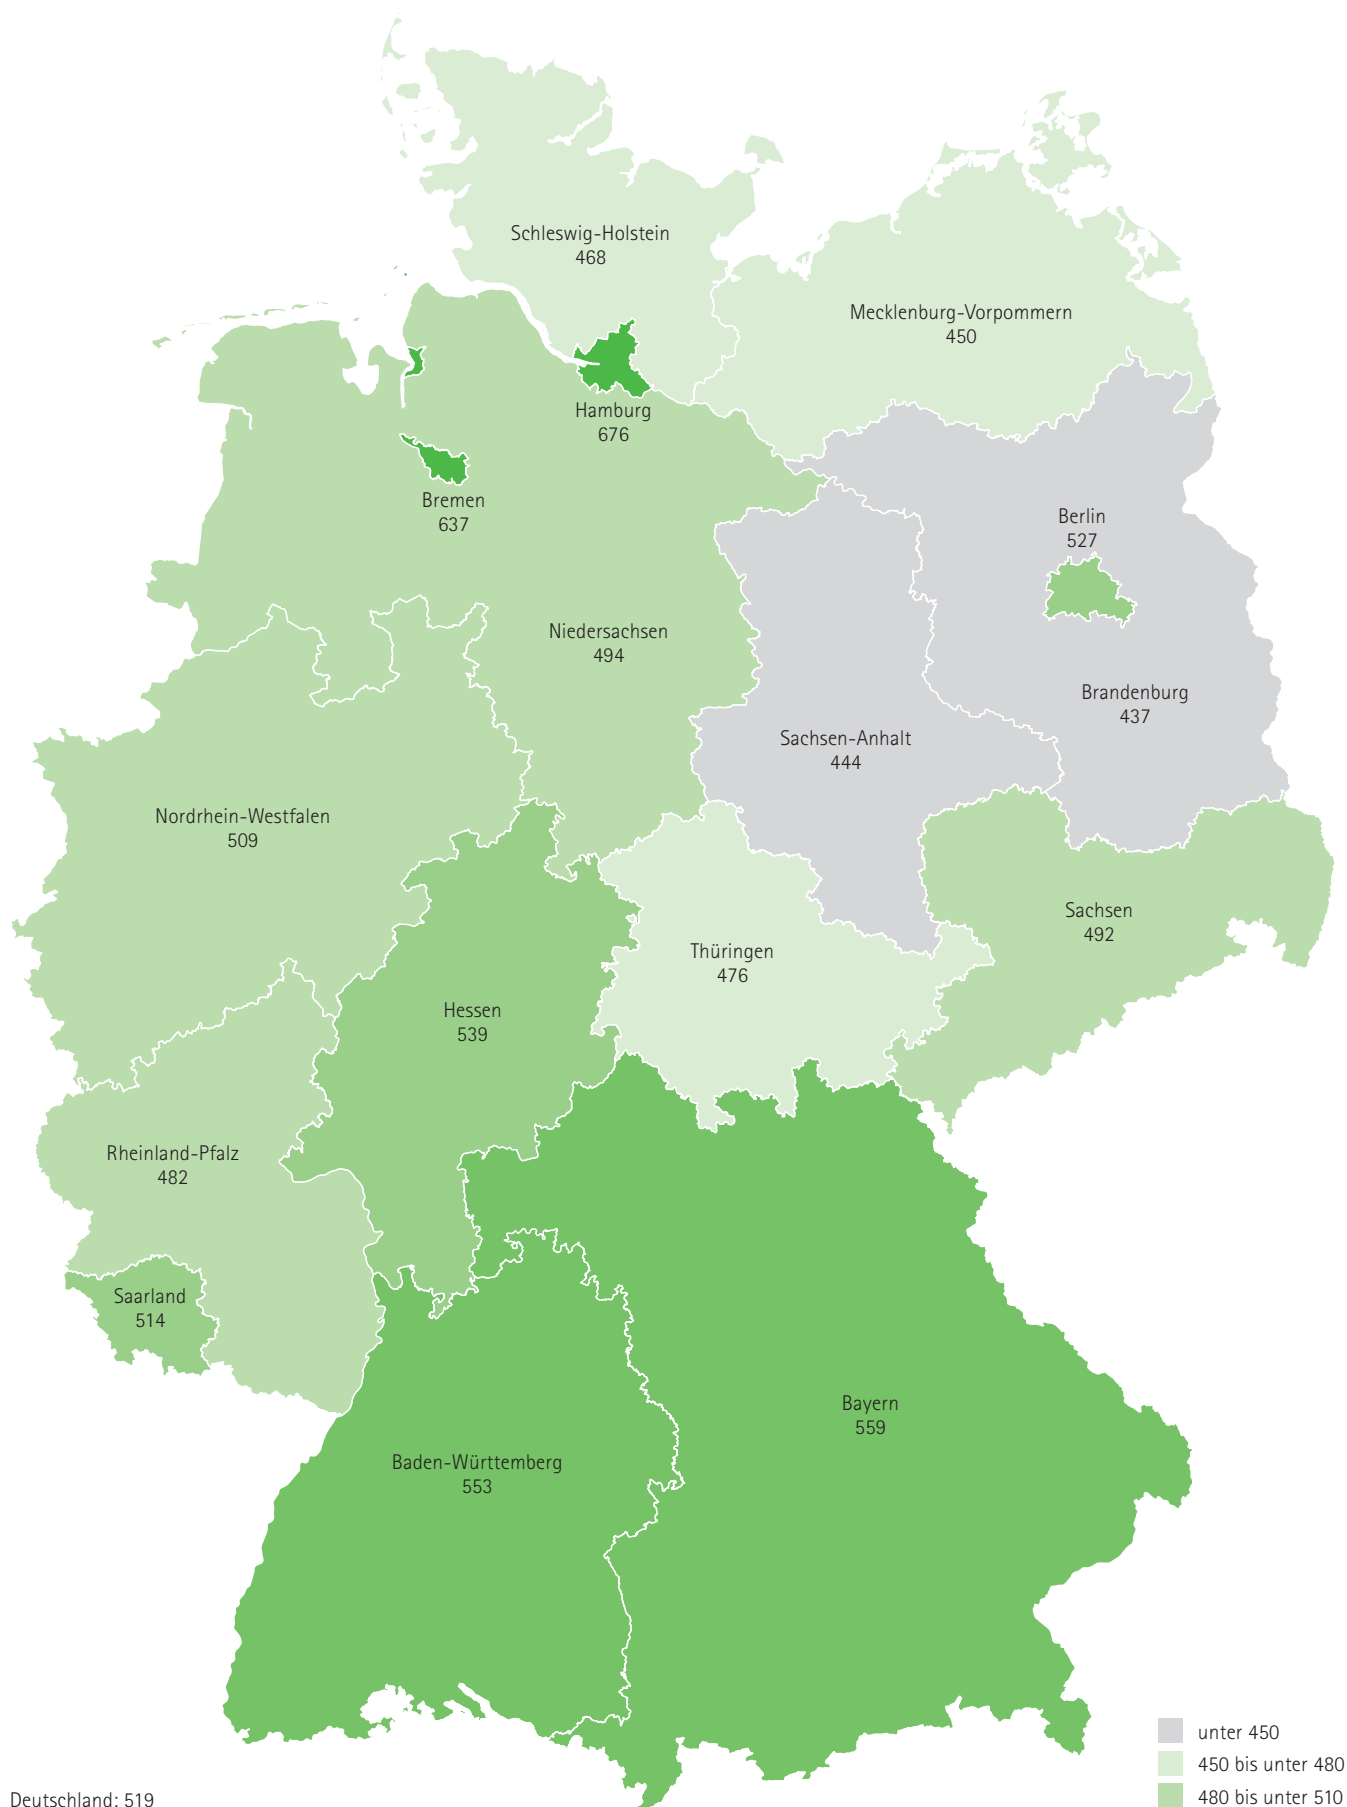 Schleswig-Holstein
468
Mecklenburg-Vorpommern
450
Hamburg
676
Bremen
637
Berlin
527
Niedersachsen
494
Brandenburg
437
Sachsen-Anhalt
444
Nordrhein-Westfalen
509
Sachsen
492
Thüringen
476
Hessen
539
Rheinland-Pfalz
482
Saarland
514
Bayern
559
Baden-Württemberg
553
unter 450
450 bis unter 480
480 bis unter 510
Deutschland: 519